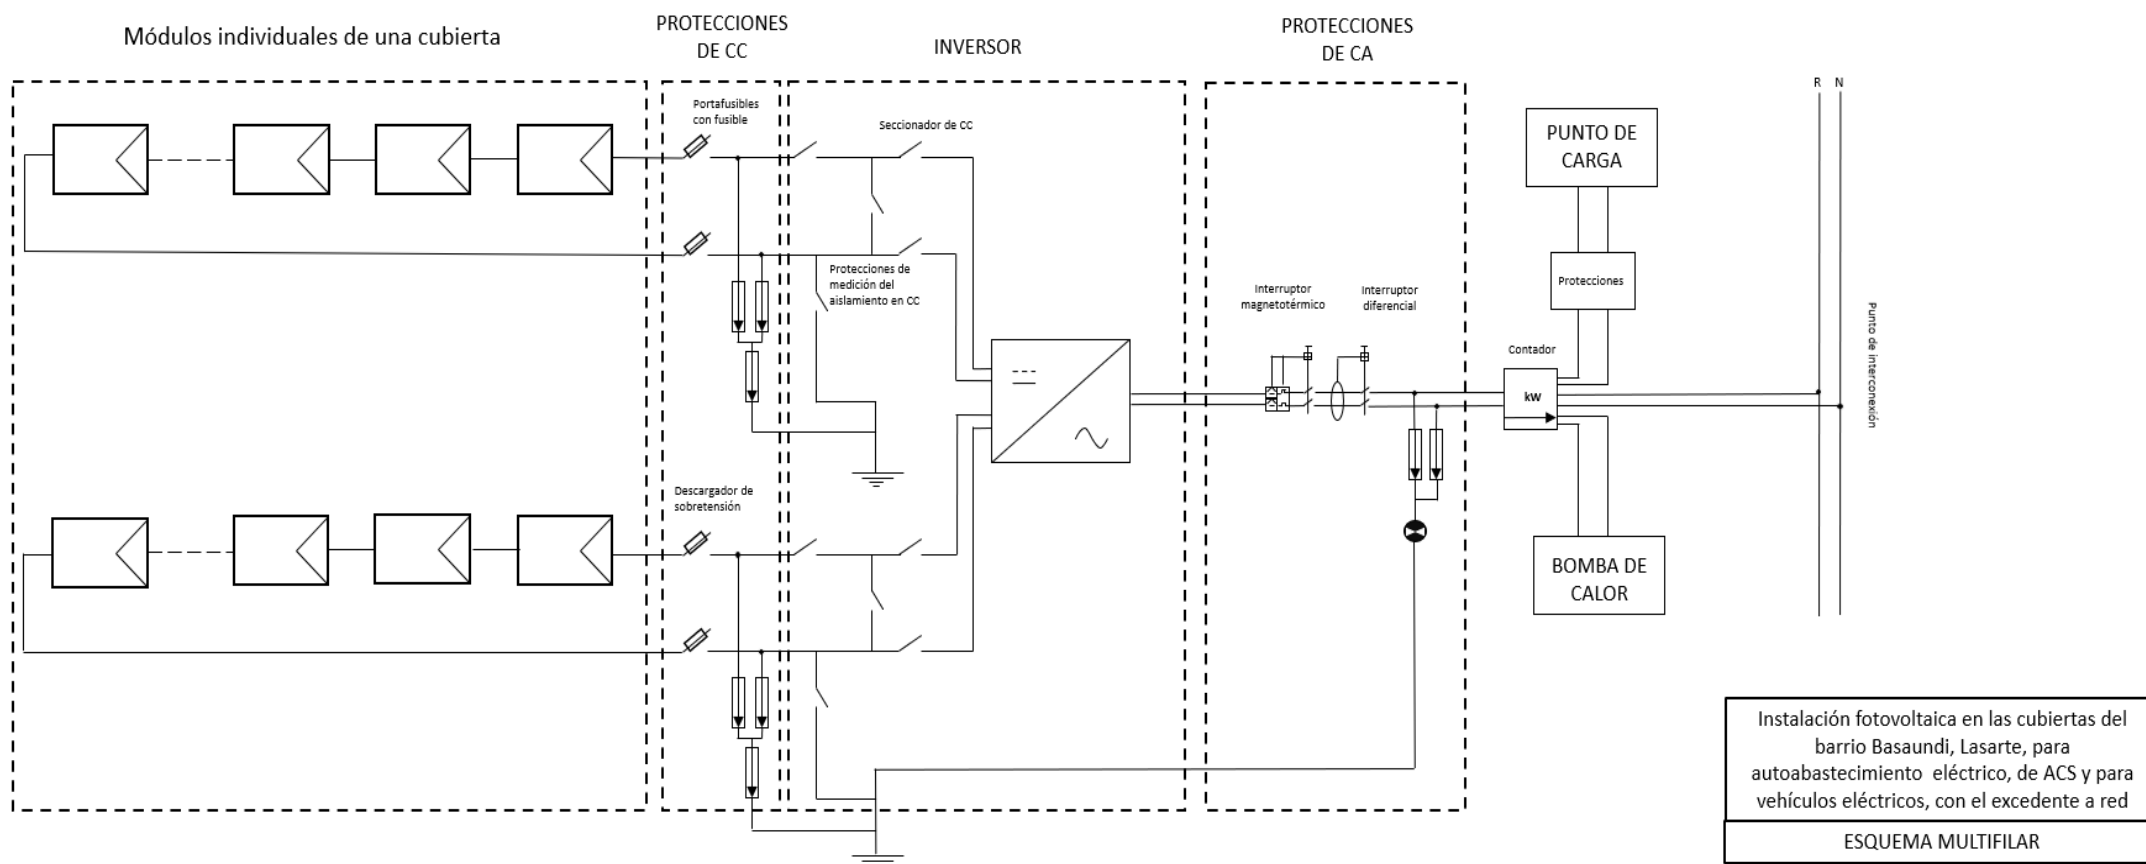 Módulos individuales de una cubierta
PROTECCIONES
DE CC
INVERSOR
PROTECCIONES
DE CA
Portafusibles
con fusible
Seccionador de CC
R N
PUNTO DE
CARGA
Protecciones de
medición del
aislamiento en CC
Interruptor
magnetotérmico
Interruptor
diferencial
Protecciones
Punto de interconexión
Contador
kW
Descargador de
sobretensión
BOMBA DE
CALOR
Instalación fotovoltaica en las cubiertas del
barrio Basaundi, Lasarte, para
autoabastecimiento eléctrico, de ACS y para
vehículos eléctricos, con el excedente a red
ESQUEMA MULTIFILAR